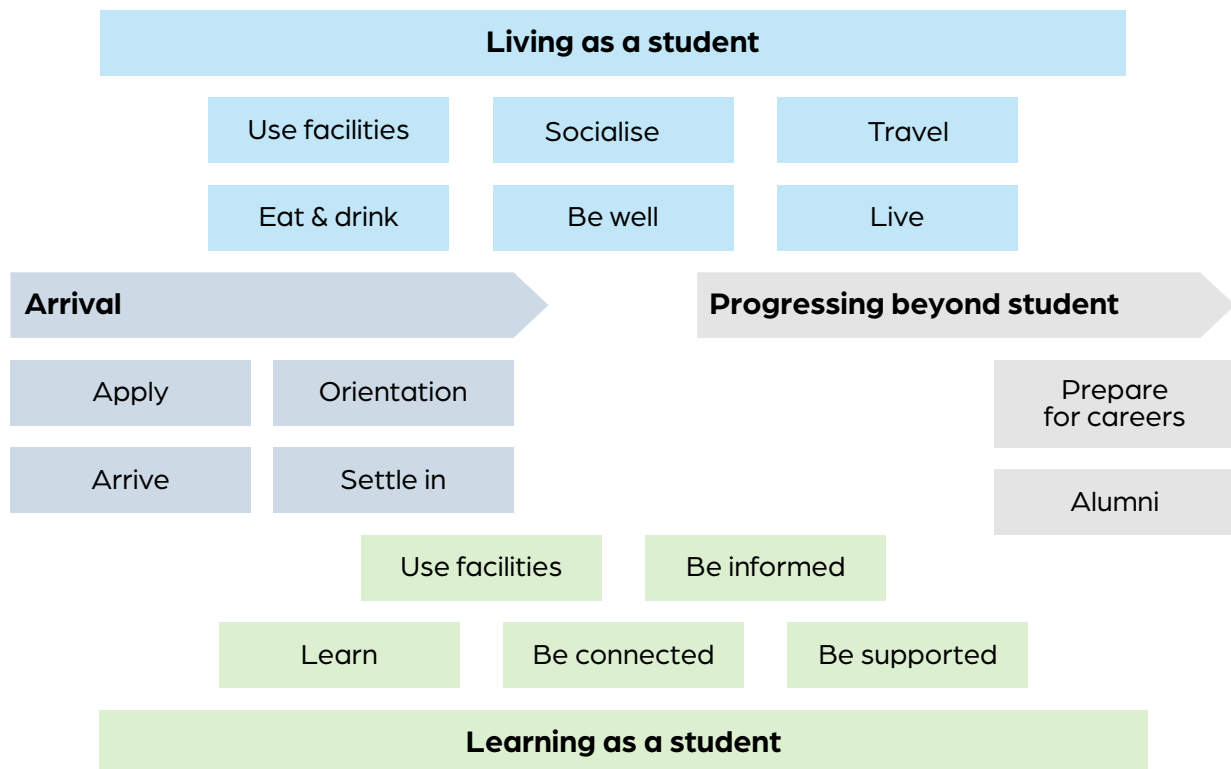 Living as a student
Use facilities
Socialise
Travel
Eat & drink
Be well
Live
Arrival
Progressing beyond student
Apply
Orientation
Prepare
for careers
Arrive
Settle in
Alumni
Use facilities
Be informed
Learn
Be connected
Be supported
Learning as a student